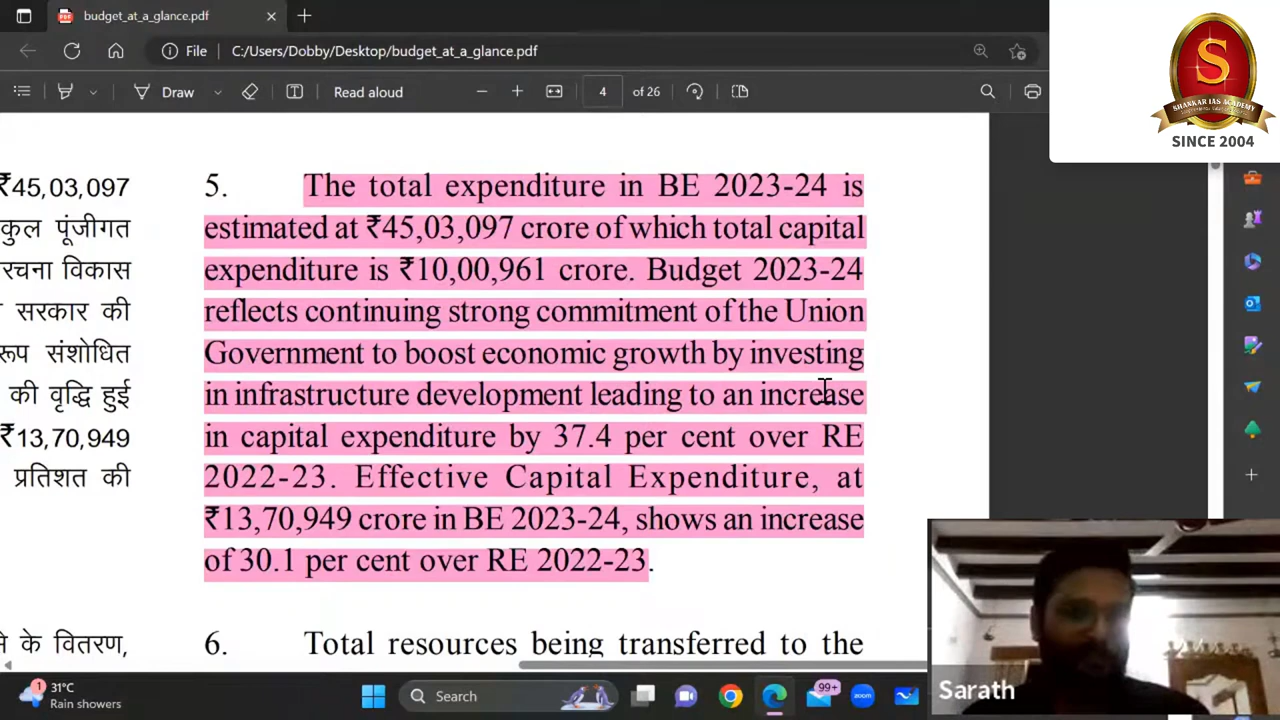 budget_at_a_glance.pdf
File
C:/Users/Dobby/Desktop/budget_at_a_glance.pdf
Draw
Read aloud
4
of 26
S
SHANKAR IAS ACADEMY
SINCE 2004
₹45,03,097
कुल पूंजीगत
रचना विकास
सरकार की
रूप संशोधित
की वृद्धि हुई
₹13,70,949
प्रतिशत की
से के वितरण,
5. The total expenditure in BE 2023-24 is
estimated at ₹45,03,097 crore of which total capital
expenditure is ₹10,00,961 crore. Budget 2023-24
reflects continuing strong commitment of the Union
Government to boost economic growth by investing
in infrastructure development leading to an increase
in capital expenditure by 37.4 per cent over RE
2022-23. Effective Capital Expenditure, at
₹13,70,949 crore in BE 2023-24, shows an increase
of 30.1 per cent over RE 2022-23.
6. Total resources being transferred to the
Sarath
1
31°C
Rain showers
Search
99+
zoom